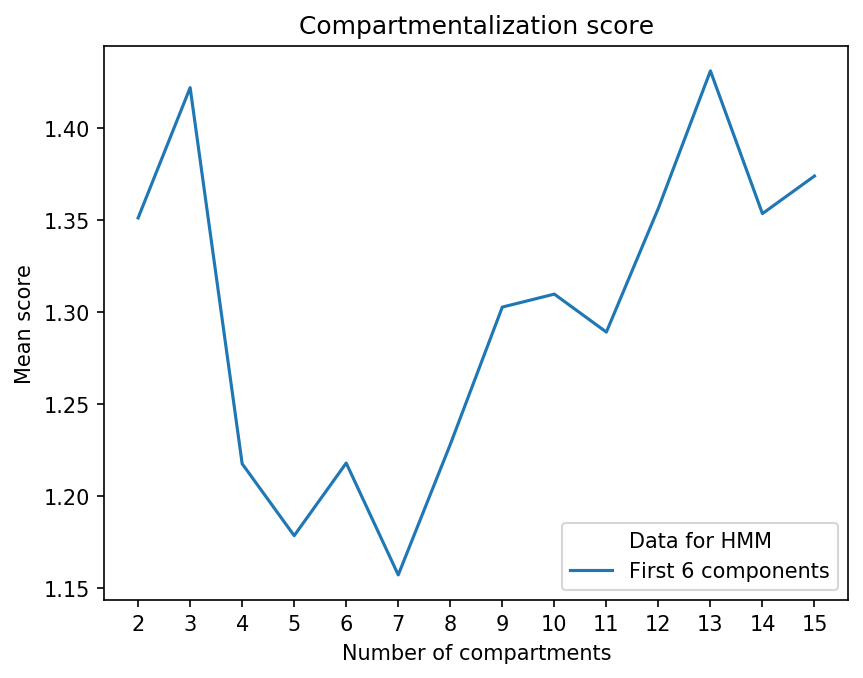 Compartmentalization score
Mean score
1.40
1.35
1.30
1.25
1.20
1.15
Data for HMM
First 6 components
2 3 4 5 6 7 8 9 10 11 12 13 14 15
Number of compartments